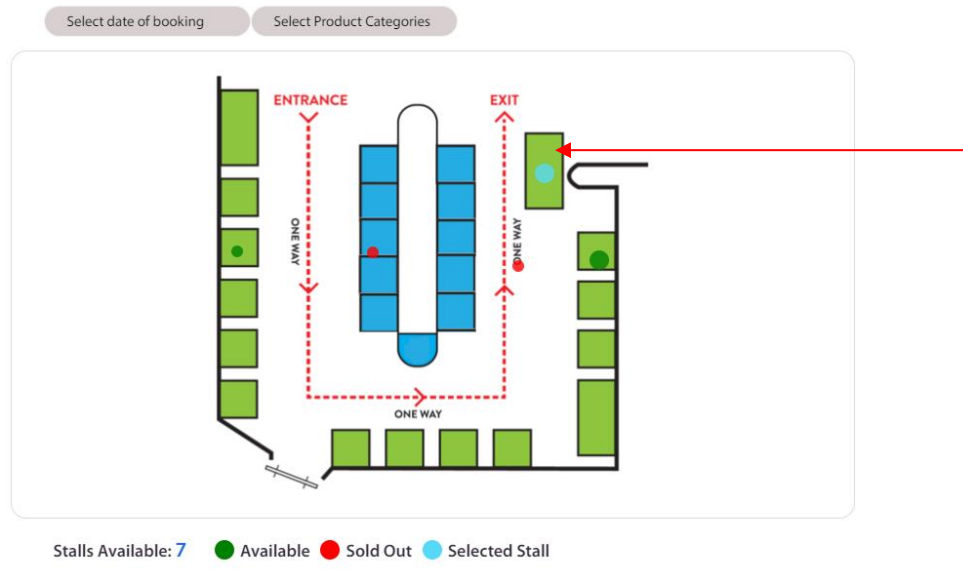 Select date of booking
Select Product Categories
ENTRANCE
EXIT
ONE WAY
ONE WAY
ONE WAY
Stalls Available: 7
Available
Sold Out
Selected Stall